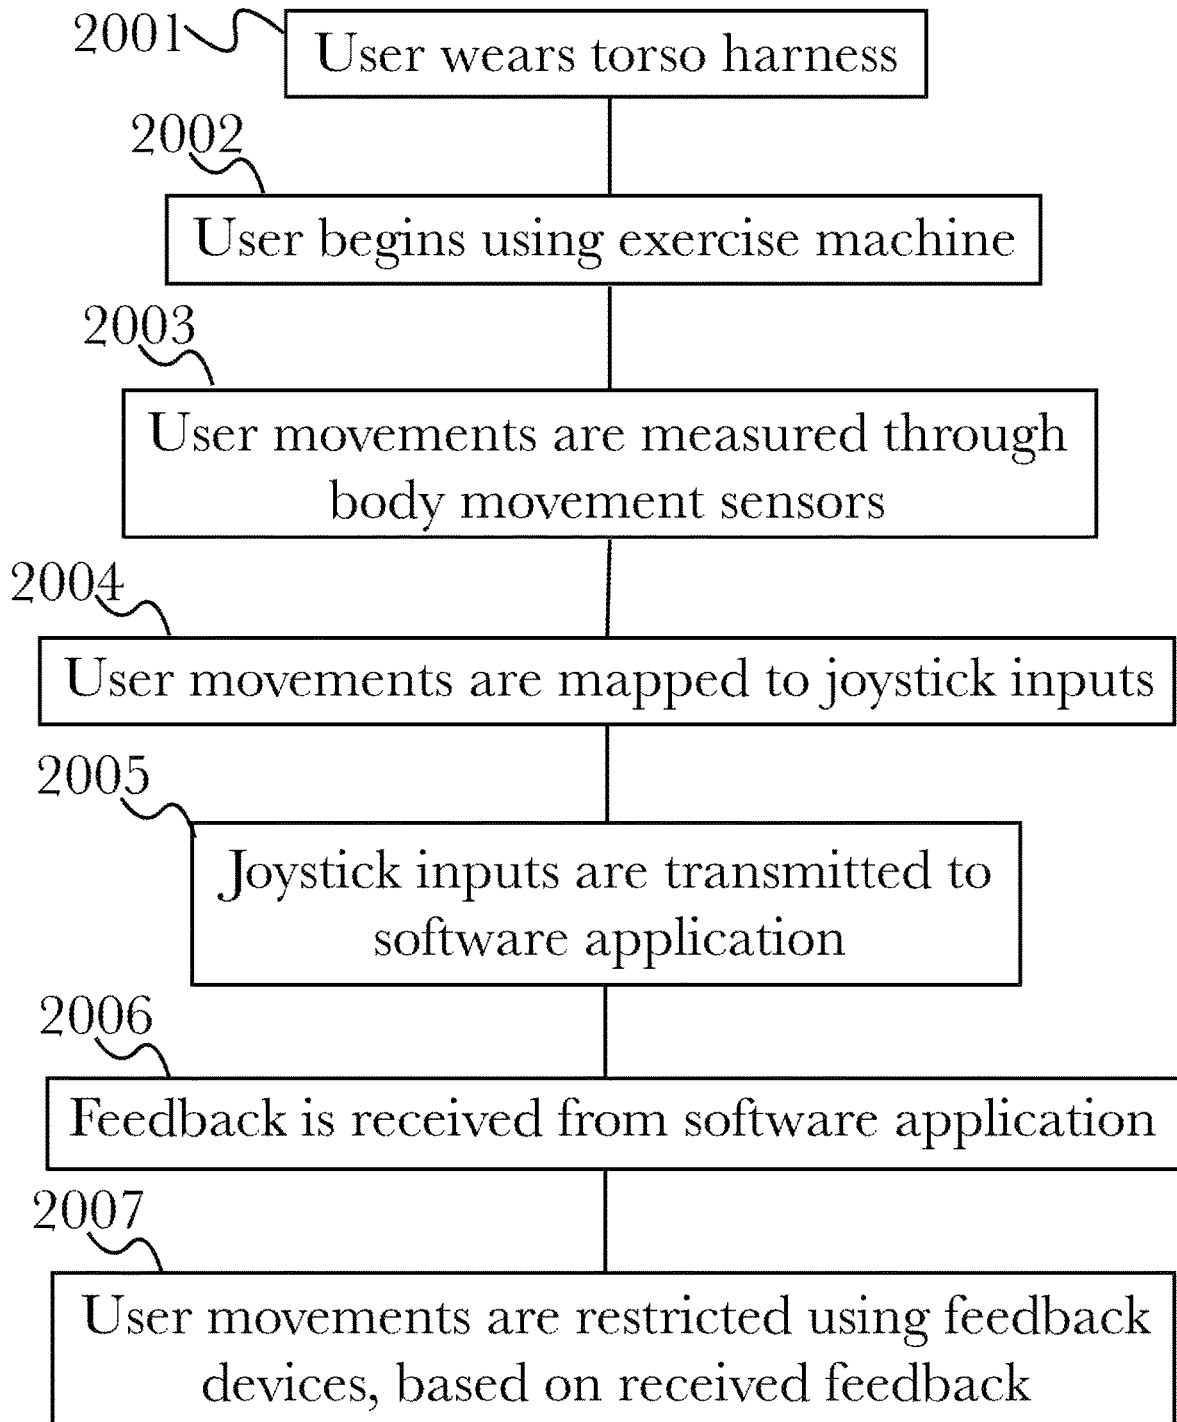 2001
User wears torso harness
2002
User begins using exercise machine
2003
User movements are measured through
body movement sensors
2004
User movements are mapped to joystick inputs
2005
Joystick inputs are transmitted to
software application
2006
Feedback is received from software application
2007
User movements are restricted using feedback
devices, based on received feedback